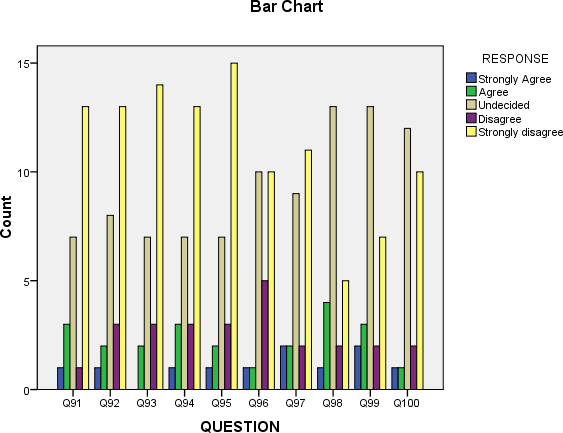 Bar Chart
RESPONSE
Strongly Agree
Agree
Undecided
Disagree
Strongly disagree
Count
15
10
5
0
Q91 Q92 Q93 Q94 Q95 Q96 Q97 Q98 Q99 Q100
QUESTION